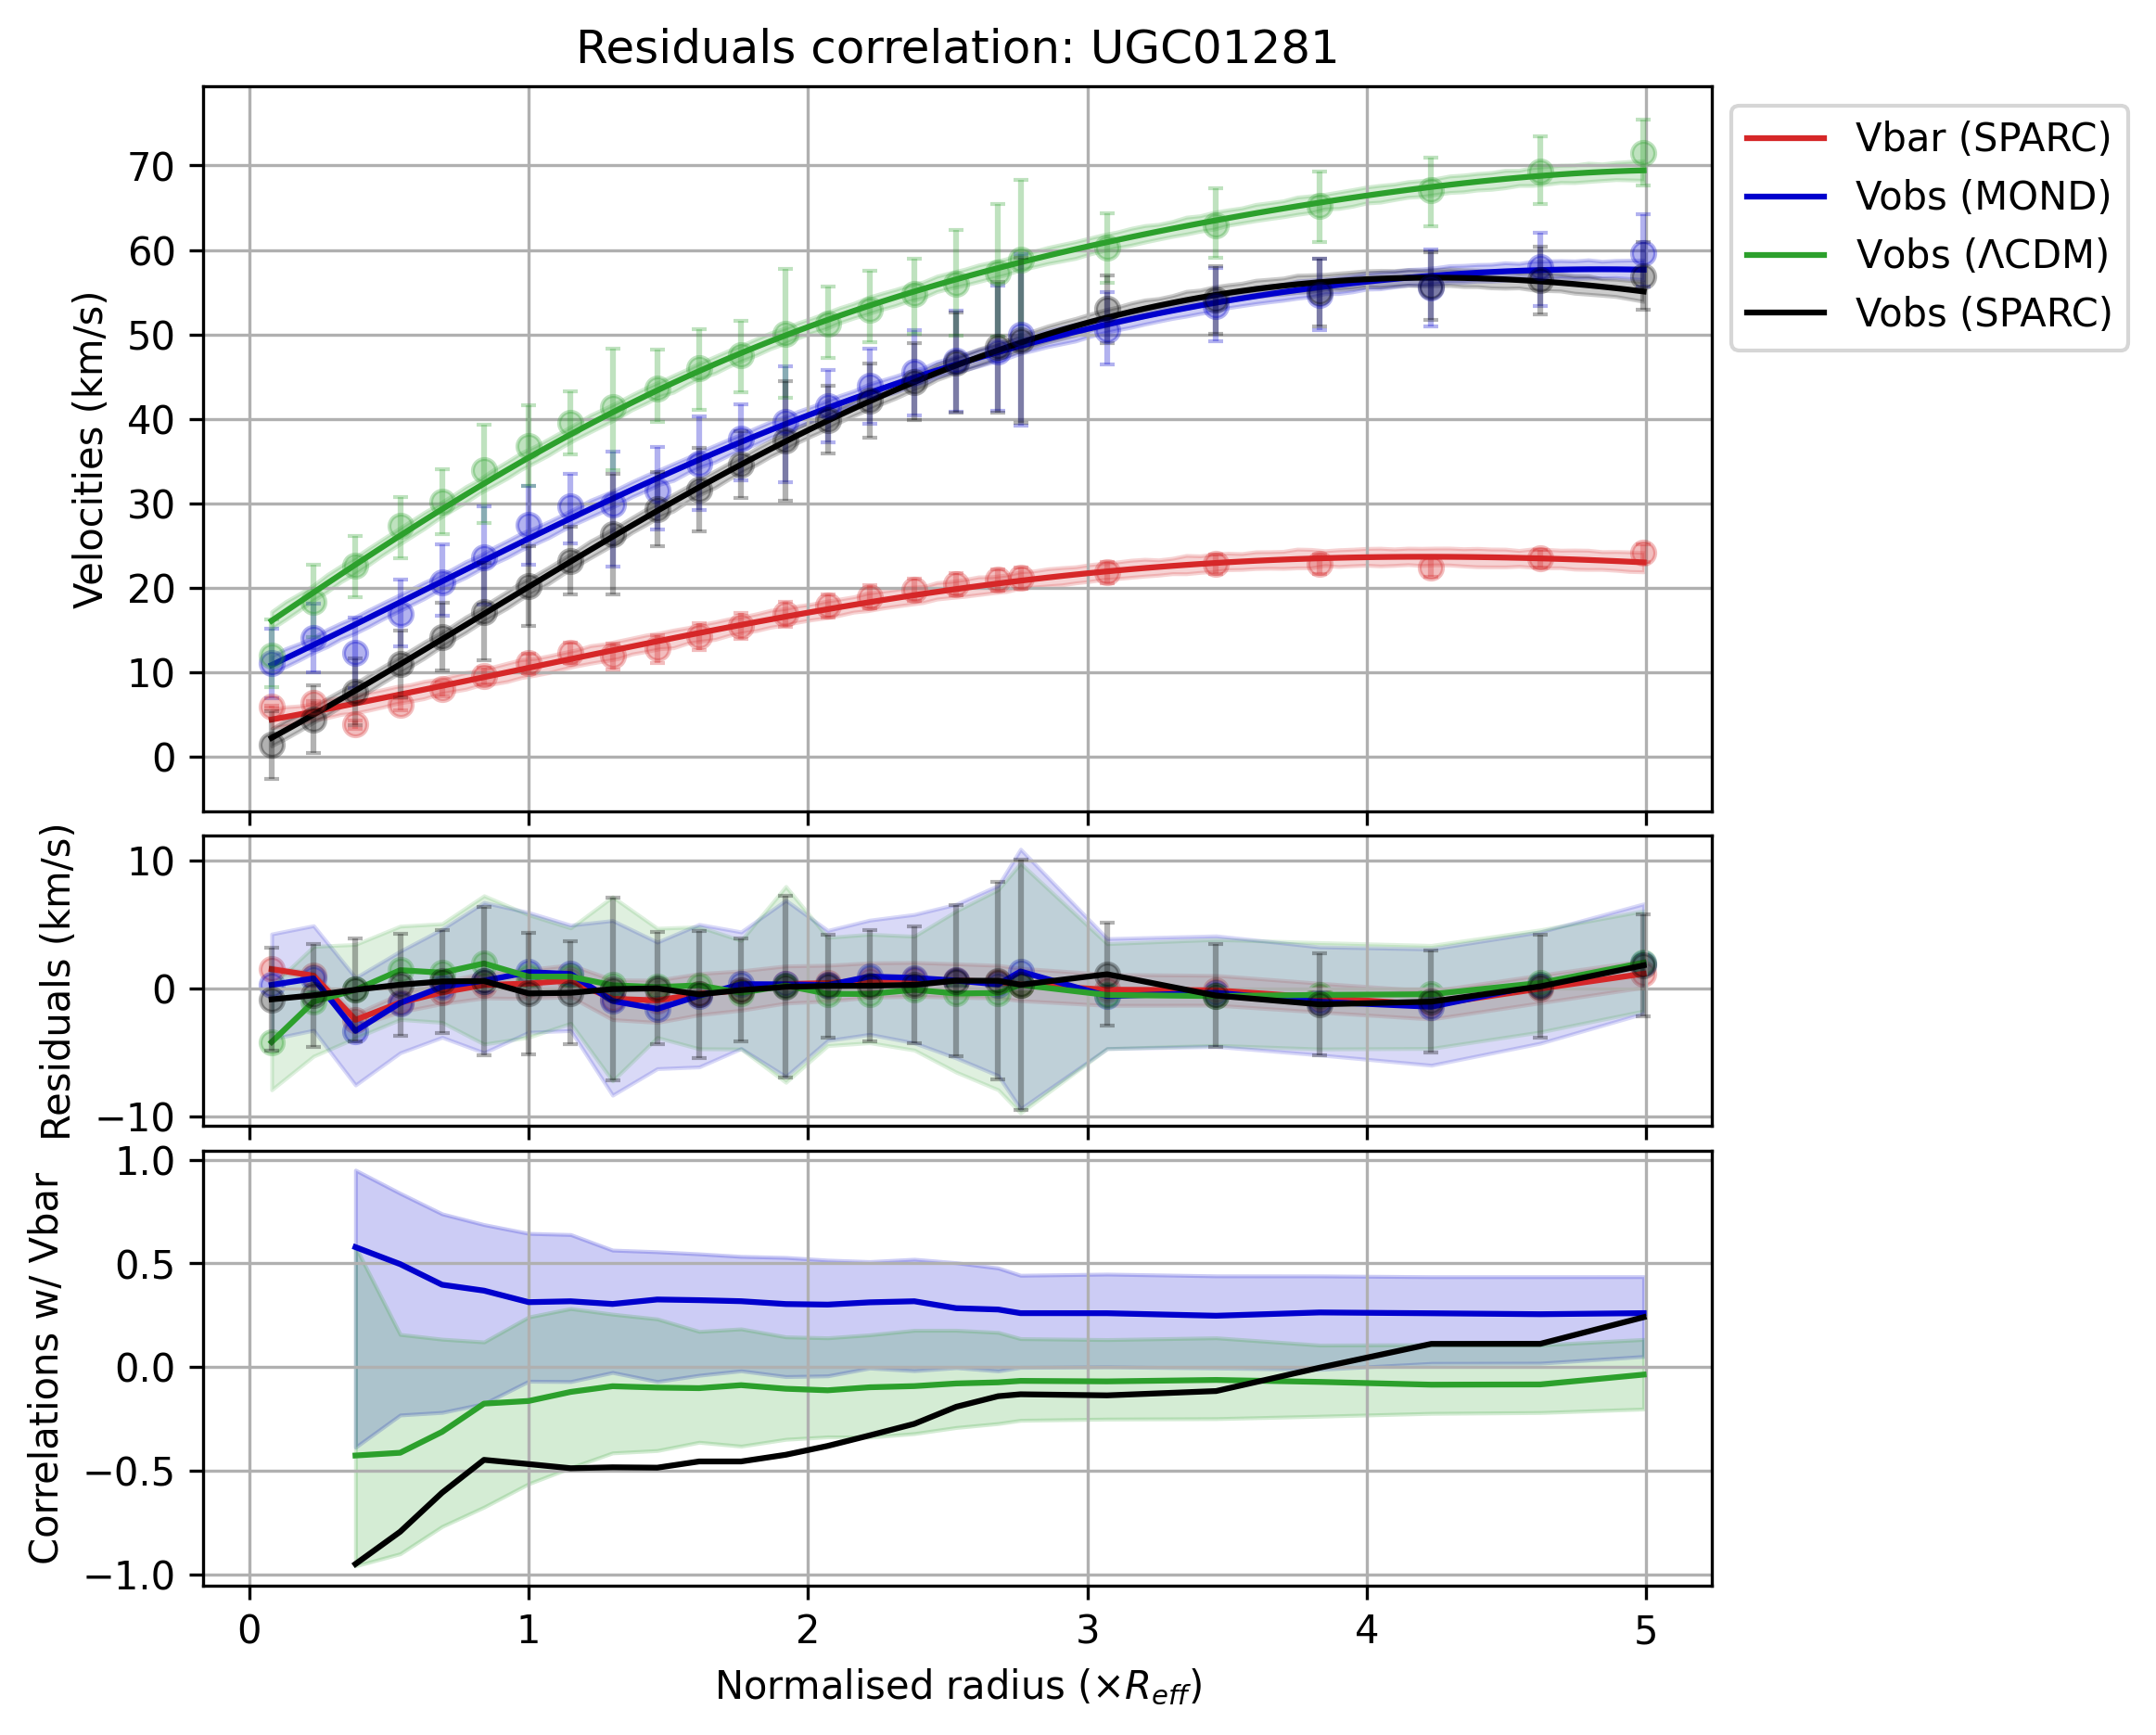 Residuals correlation: UGC01281
Vbar (SPARC)
Vobs (MOND)
Vobs (ΛCDM)
Vobs (SPARC)
Velocities (km/s)
70
60
50
40
30
20
10
0
Residuals (km/s)
10
0
−10
Correlations w/ Vbar
1.0
0.5
0.0
−0.5
−1.0
0 1 2 3 4 5
Normalised radius (×R_eff)